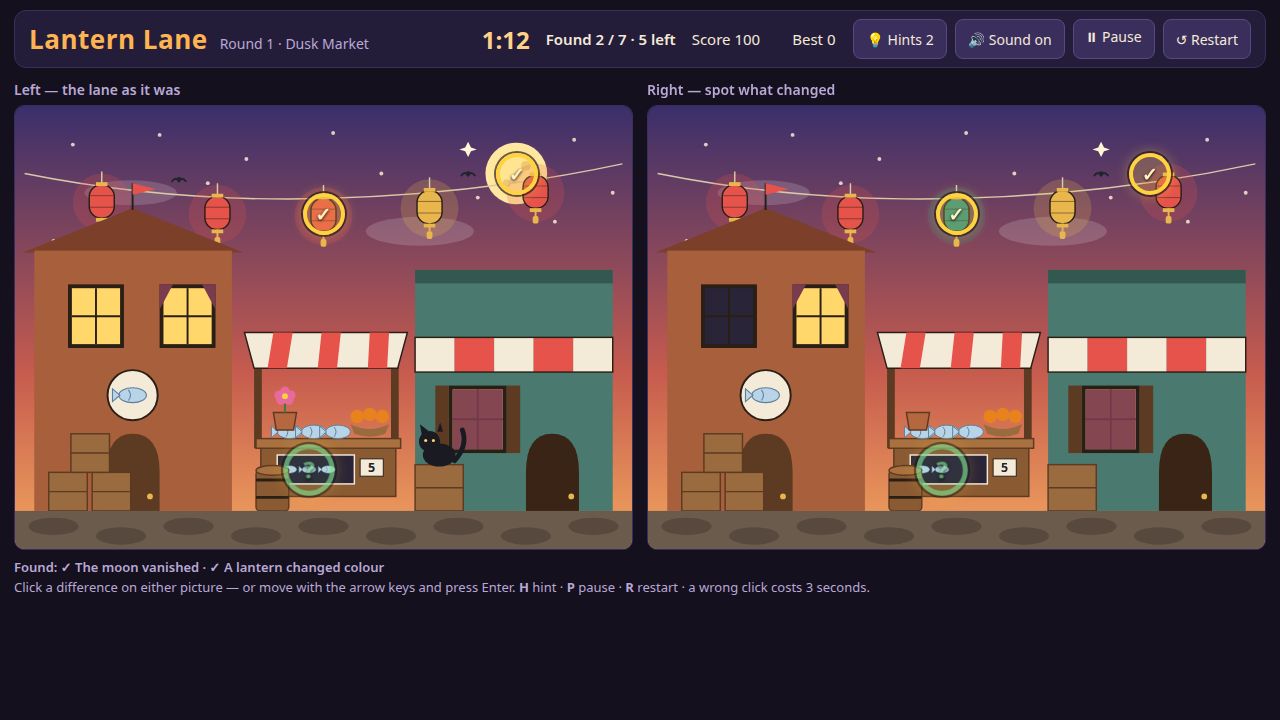 Lantern Lane Round 1 · Dusk Market 1:12 Found 2 / 7 · 5 left Score 100 Best 0 💡 Hints 2 🔊 Sound on ⏸ Pause ↺ Restart
Left — the lane as it was
Right — spot what changed
✓
✓
✓
✓
?
5
?
5
Found: ✓ The moon vanished · ✓ A lantern changed colour
Click a difference on either picture — or move with the arrow keys and press Enter. H hint · P pause · R restart · a wrong click costs 3 seconds.